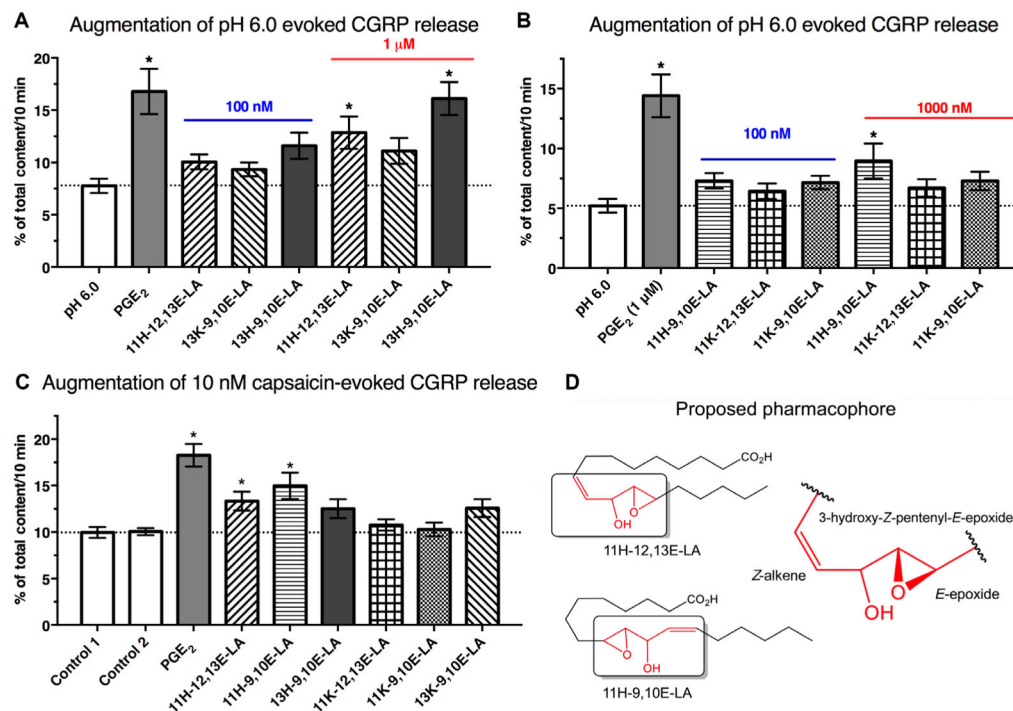 A Augmentation of pH 6.0 evoked CGRP release
% of total content/10 min
20
15
10
5
0
100 nM
1 μM
*
*
*
pH 6.0
PGE2
11H-12,13E-LA
13K-9,10E-LA
13H-9,10E-LA
11H-12,13E-LA
13K-9,10E-LA
13H-9,10E-LA
B Augmentation of pH 6.0 evoked CGRP release
% of total content/10 min
15
10
5
0
100 nM
1000 nM
*
*
pH 6.0
PGE2 (1 μM)
11H-9,10E-LA
11K-12,13E-LA
11K-9,10E-LA
11H-9,10E-LA
11K-12,13E-LA
11K-9,10E-LA
C Augmentation of 10 nM capsaicin-evoked CGRP release
% of total content/10 min
20
15
10
5
0
*
*
*
Control 1
Control 2
PGE2
11H-12,13E-LA
11H-9,10E-LA
13H-9,10E-LA
11K-12,13E-LA
11K-9,10E-LA
13K-9,10E-LA
D
Proposed pharmacophore
CO2H
O
OH
11H-12,13E-LA
CO2H
O
OH
11H-9,10E-LA
3-hydroxy-Z-pentenyl-E-epoxide
Z-alkene
O
OH
E-epoxide